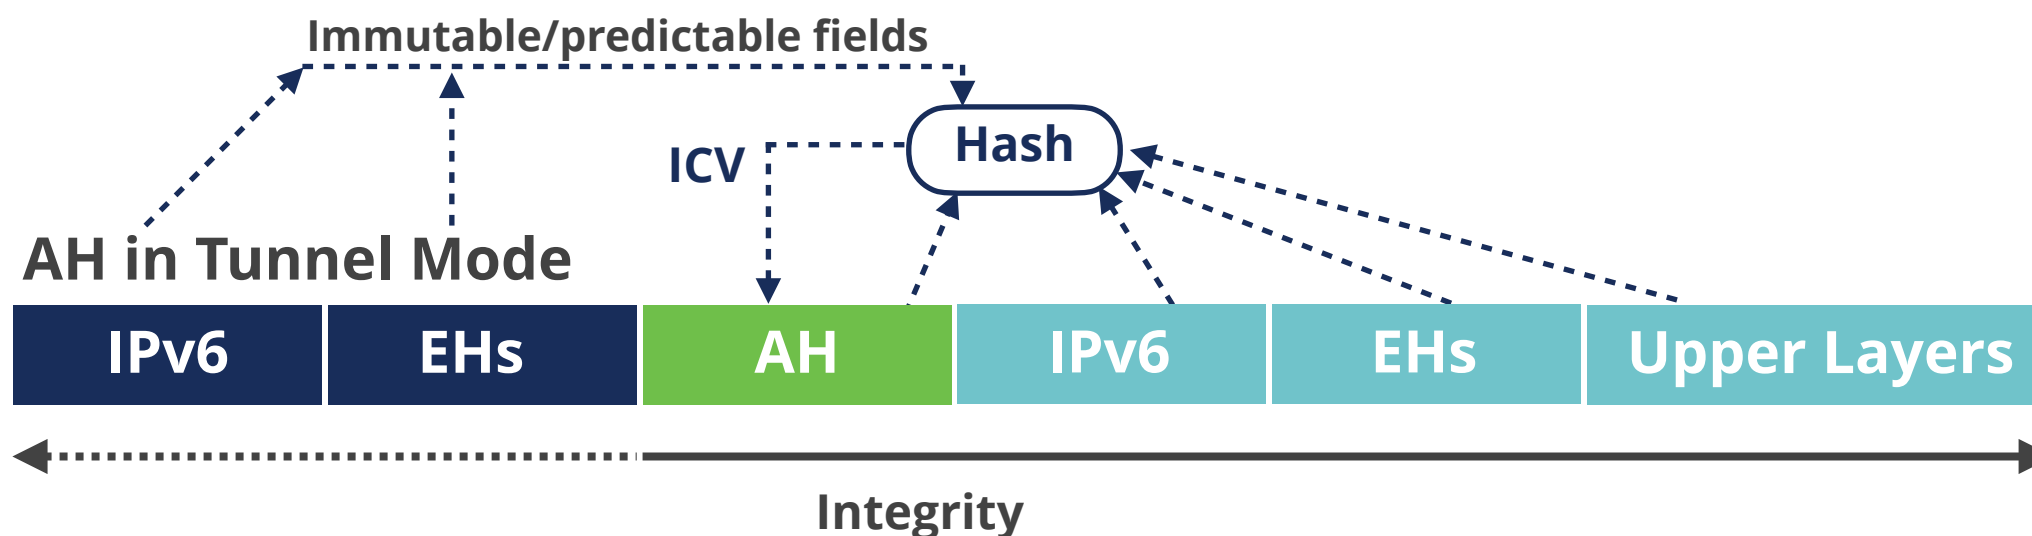 Immutable/predictable fields
Hash
ICV
AH in Tunnel Mode
IPv6 EHs AH IPv6 EHs Upper Layers
Integrity